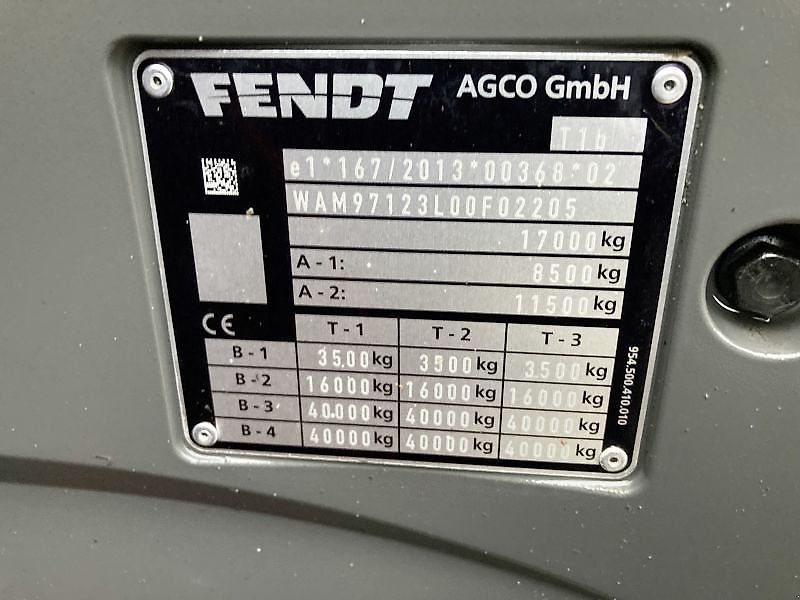 FENDT AGCO GmbH
T1b
e1*167/2013*00368*02
WAM97123L00F02205
17000 kg
A - 1: 8500 kg
A - 2: 11500 kg
CE T - 1 T - 2 T - 3
B - 1 3500 kg 3500 kg 3500 kg
B - 2 16000 kg 16000 kg 16000 kg
B - 3 40000 kg 40000 kg 40000 kg
B - 4 40000 kg 40000 kg 40000 kg
954.500.410.010